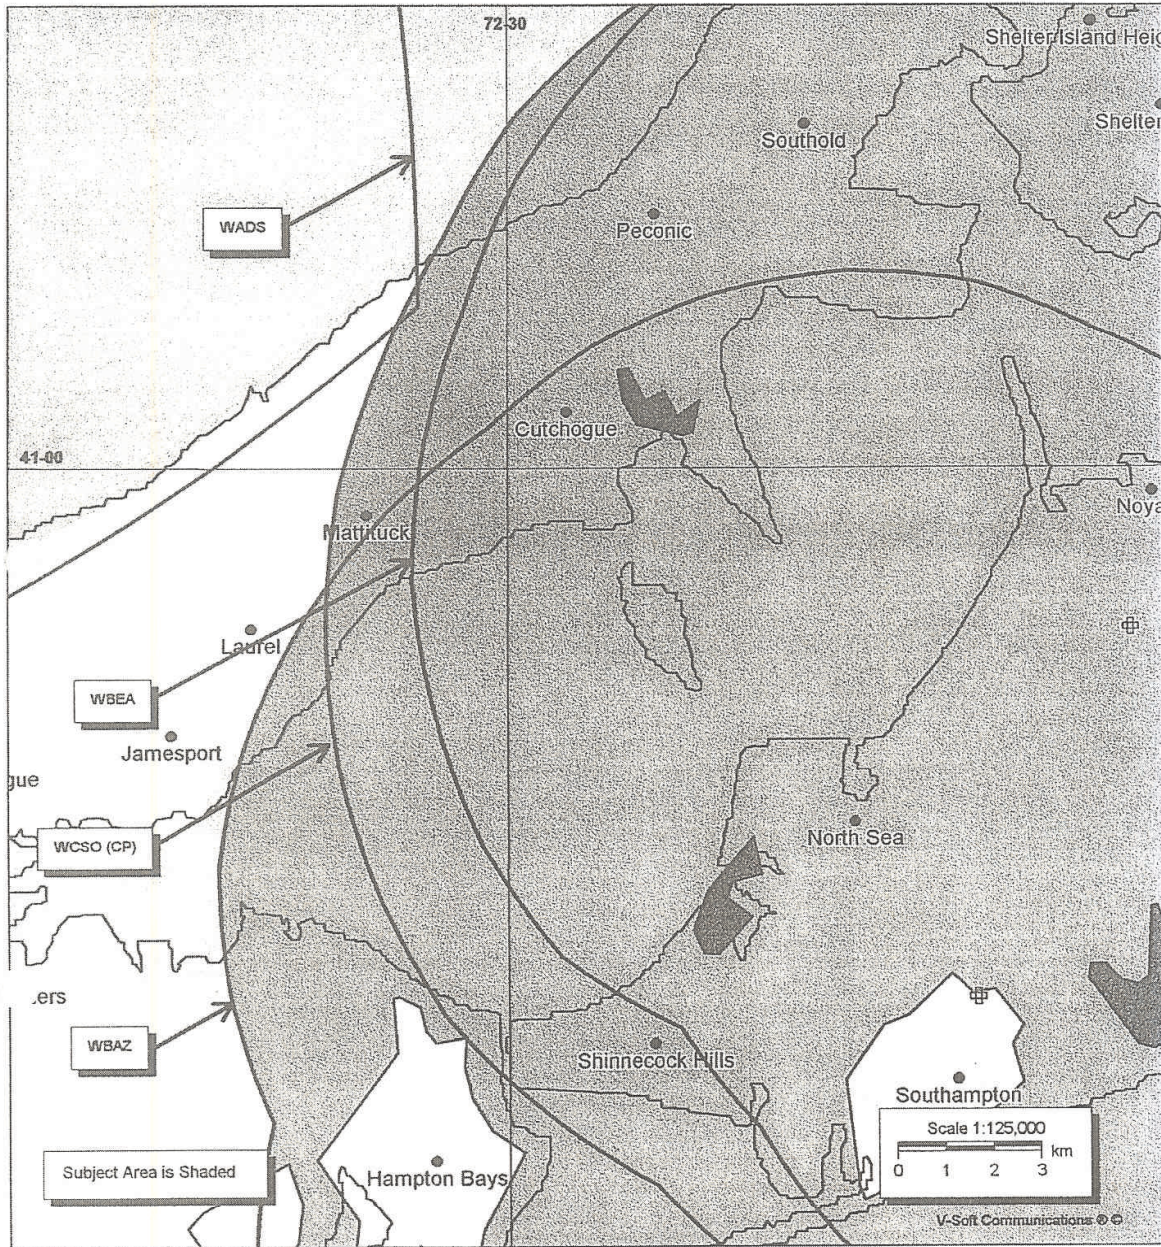 72-30
Shelter Island Heig
Shelter
Southold
WADS
Peconic
Cutchogue
41-00
Noya
Mattituck
Laurel
WBEA
Jamesport
gue
WCSO (CP)
North Sea
ers
WBAZ
Shinnecock Hills
Southampton
Scale 1:125,000
km
0 1 2 3
Subject Area is Shaded
Hampton Bays
V-Soft Communications ® ©